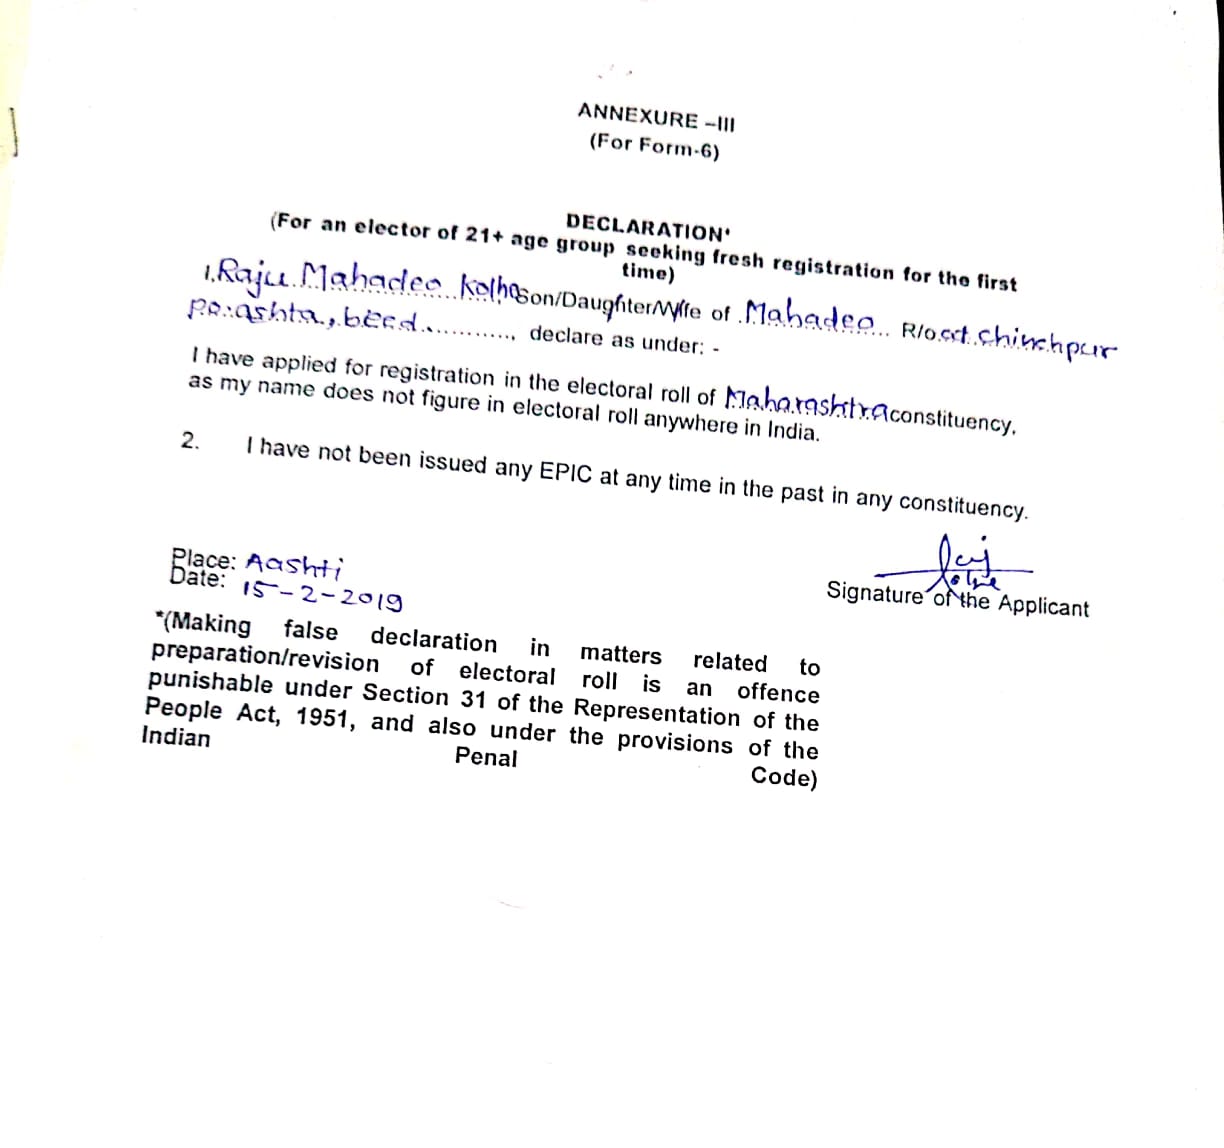 ANNEXURE –III
(For Form-6)
DECLARATION*
(For an elector of 21+ age group seeking fresh registration for the first
time)
1. Raju Mahadeo Kolhe Son/Daughter/Wife of Mahadeo... R/o.at.chinchpur
po.:ashta.,beed.............., declare as under: -
I have applied for registration in the electoral roll of Maharashtra constituency,
as my name does not figure in electoral roll anywhere in India.
2. I have not been issued any EPIC at any time in the past in any constituency.
Place: Aashti
Date: 15-2-2019
Signature of the Applicant
*(Making false declaration in matters related to
preparation/revision of electoral roll is an offence
punishable under Section 31 of the Representation of the
People Act, 1951, and also under the provisions of the
Indian Penal Code)